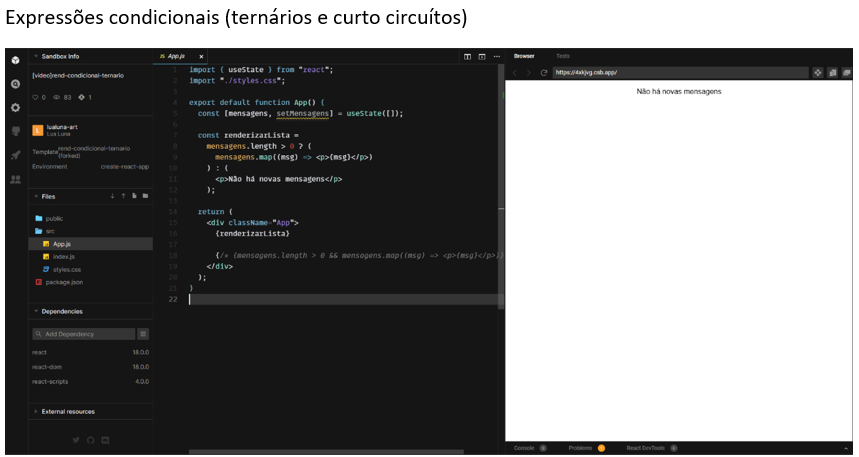 Expressões condicionais (ternários e curto circuítos)
Sandbox Info
[video]rend-condicional-ternario
0 83 1
L
lualuna-art
Lua Luna
Template
rend-condicional-ternario
(forked)
Environment create-react-app
Files
public
src
App.js
index.js
styles.css
package.json
Dependencies
Add Dependency
react 18.0.0
react-dom 18.0.0
react-scripts 4.0.0
External resources
JS App.js ×
1 import { useState } from "react";
2 import "./styles.css";
3
4 export default function App() {
5 const [mensagens, setMensagens] = useState([]);
6
7 const renderizarLista =
8 mensagens.length > 0 ? (
9 mensagens.map((msg) => <p>{msg}</p>)
10 ) : (
11 <p>Não há novas mensagens</p>
12 );
13
14 return (
15 <div className="App">
16 {renderizarLista}
17
18 {/* {mensagens.length > 0 && mensagens.map((msg) => <p>{msg}</p>)}
19 </div>
20 );
21 }
22
Browser Tests
https://4xkjvg.csb.app/
Não há novas mensagens
Console 0 Problems 1 React DevTools 0